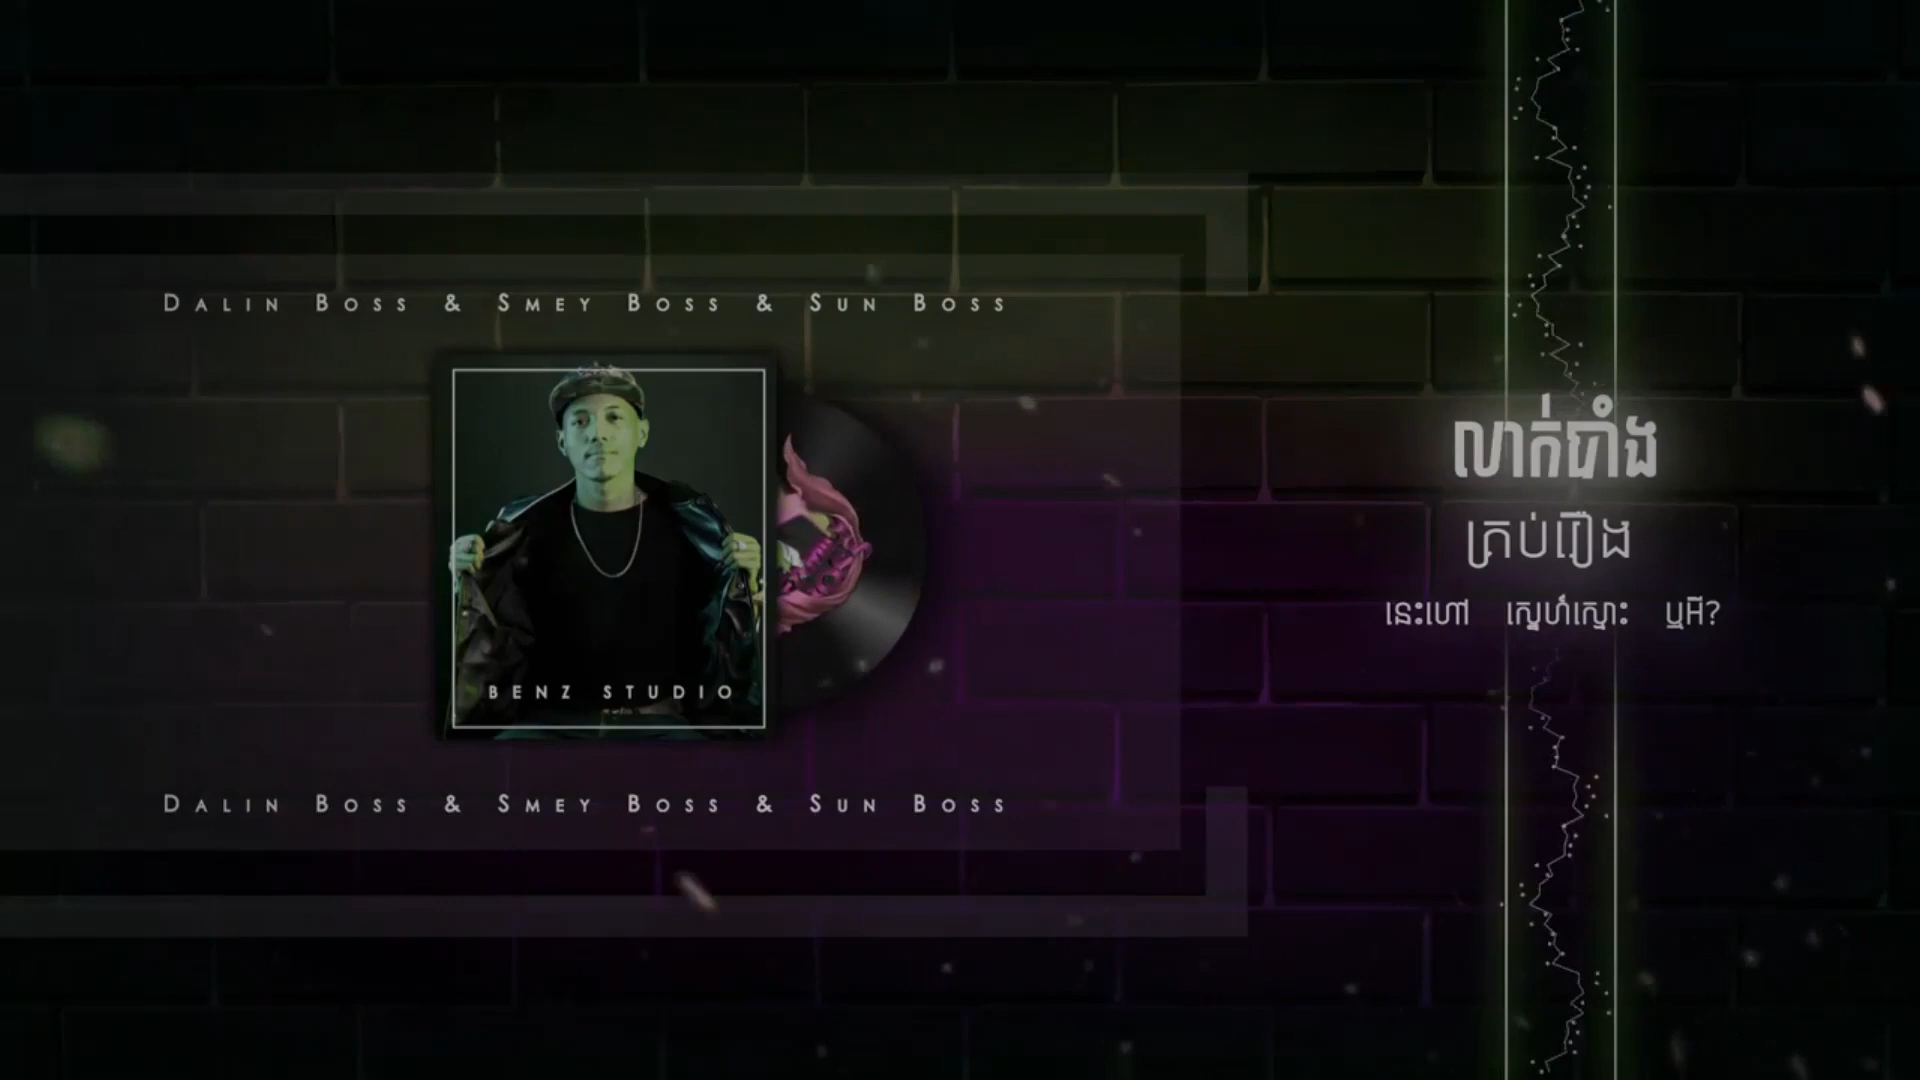 Dalin Boss & Smey Boss & Sun Boss
BENZ STUDIO
Dalin Boss & Smey Boss & Sun Boss
លាក់បាំង
គ្រប់រឿង
នេះហៅ ស្នេហ៍ស្មោះ ឬអី?